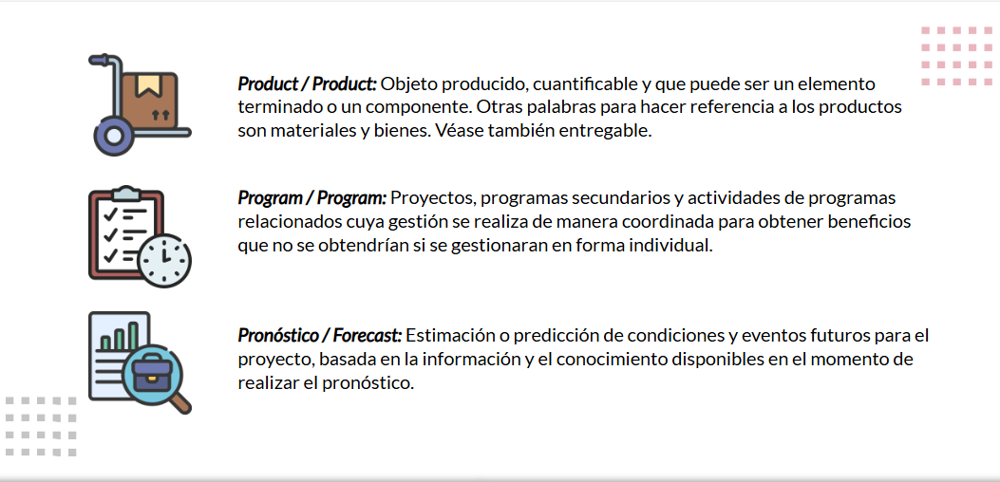 Product / Product: Objeto producido, cuantificable y que puede ser un elemento
terminado o un componente. Otras palabras para hacer referencia a los productos
son materiales y bienes. Véase también entregable.
Program / Program: Proyectos, programas secundarios y actividades de programas
relacionados cuya gestión se realiza de manera coordinada para obtener beneficios
que no se obtendrían si se gestionaran en forma individual.
Pronóstico / Forecast: Estimación o predicción de condiciones y eventos futuros para el
proyecto, basada en la información y el conocimiento disponibles en el momento de
realizar el pronóstico.